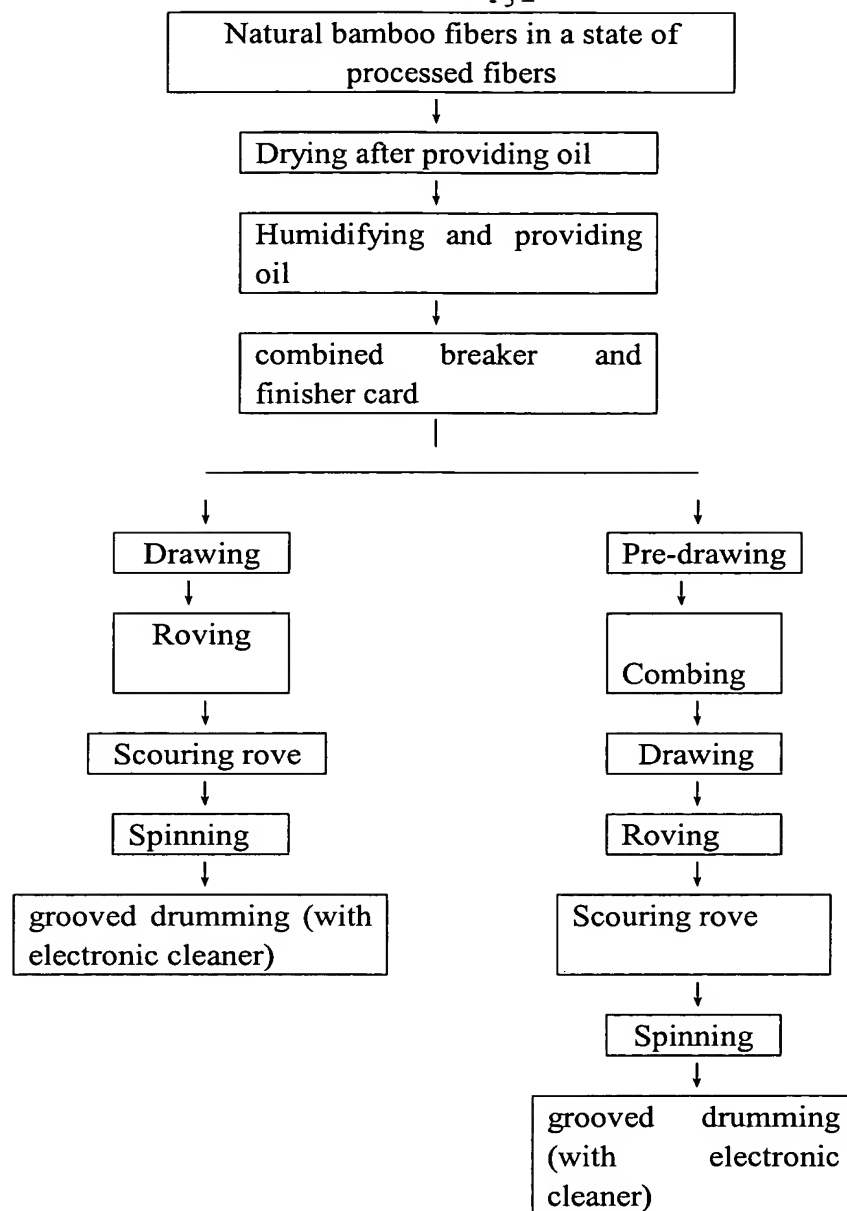 Natural bamboo fibers in a state of
processed fibers
Drying after providing oil
Humidifying and providing
oil
combined breaker and
finisher card
Drawing
Roving
Scouring rove
Spinning
grooved drumming (with
electronic cleaner)
Pre-drawing
Combing
Drawing
Roving
Scouring rove
Spinning
grooved drumming
(with electronic
cleaner)